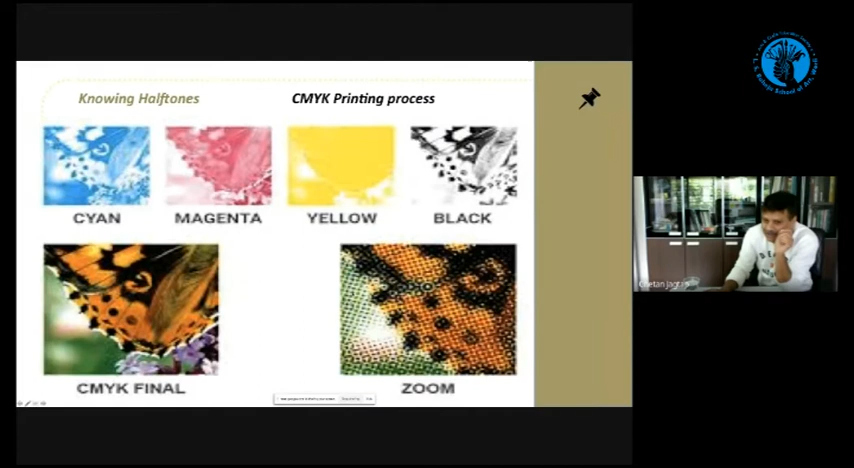 Knowing Halftones
CMYK Printing process
CYAN
MAGENTA
YELLOW
BLACK
CMYK FINAL
ZOOM